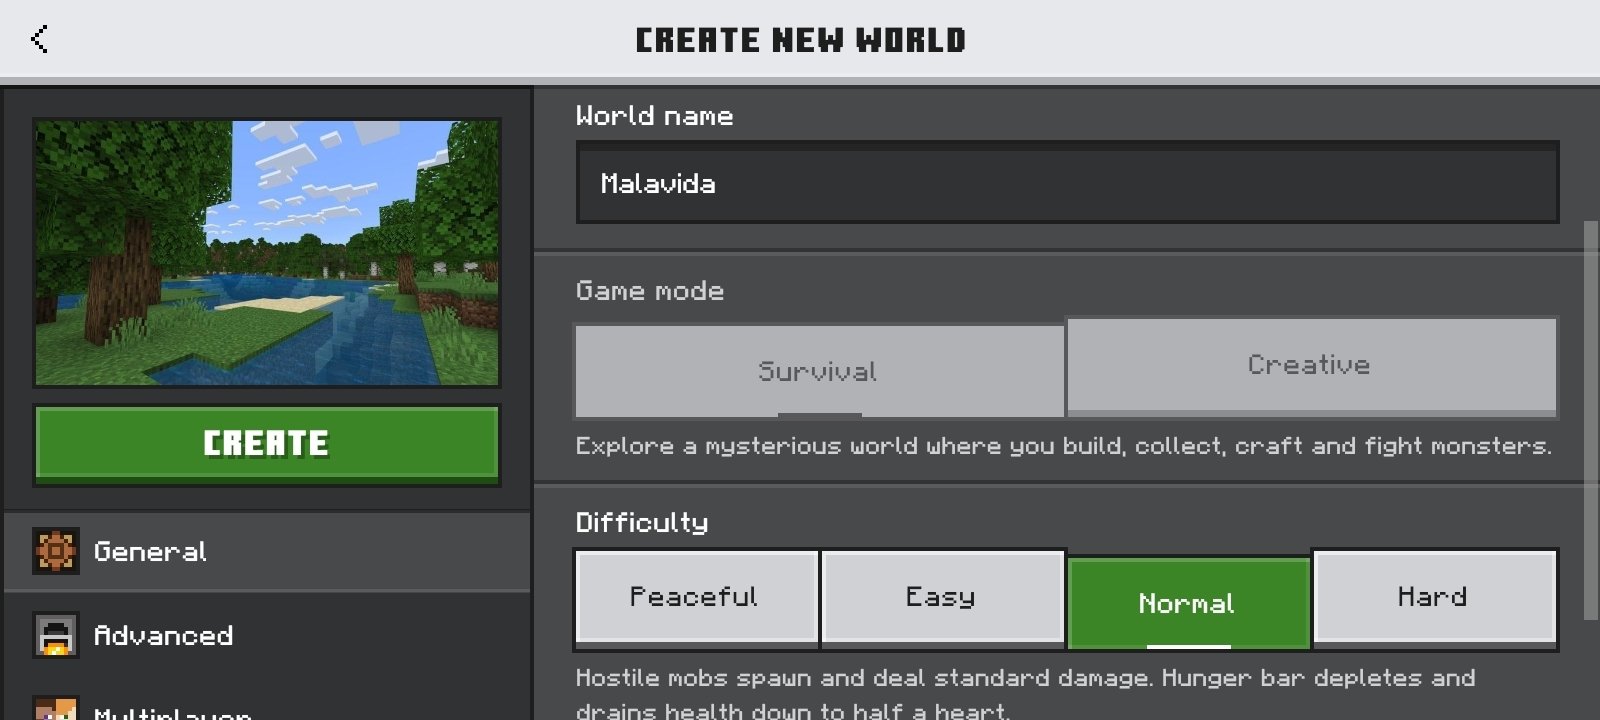 CREATE NEW WORLD
World name
Malavida
Game mode
Survival
Creative
Explore a mysterious world where you build, collect, craft and fight monsters.
CREATE
Difficulty
General
Peaceful
Easy
Normal
Hard
Advanced
Hostile mobs spawn and deal standard damage. Hunger bar depletes and
drains health down to half a heart.
Multiplayer